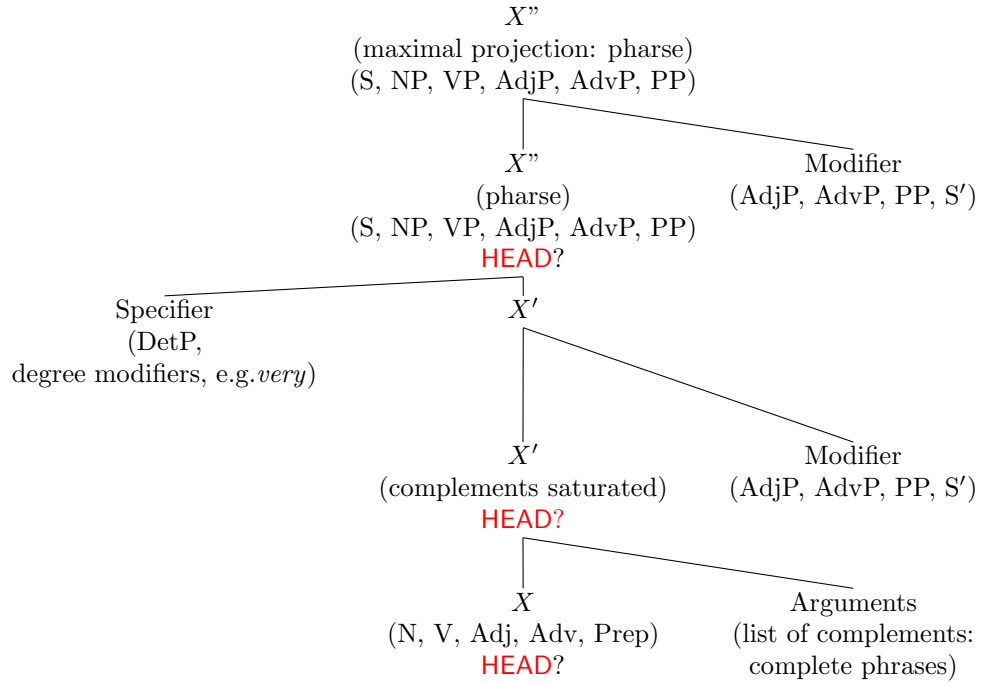 X”
(maximal projection: pharse)
(S, NP, VP, AdjP, AdvP, PP)
X”
(pharse)
(S, NP, VP, AdjP, AdvP, PP)
HEAD?
Modifier
(AdjP, AdvP, PP, S′)
Specifier
(DetP,
degree modifiers, e.g.very)
X′
X′
(complements saturated)
HEAD?
Modifier
(AdjP, AdvP, PP, S′)
X
(N, V, Adj, Adv, Prep)
HEAD?
Arguments
(list of complements:
complete phrases)